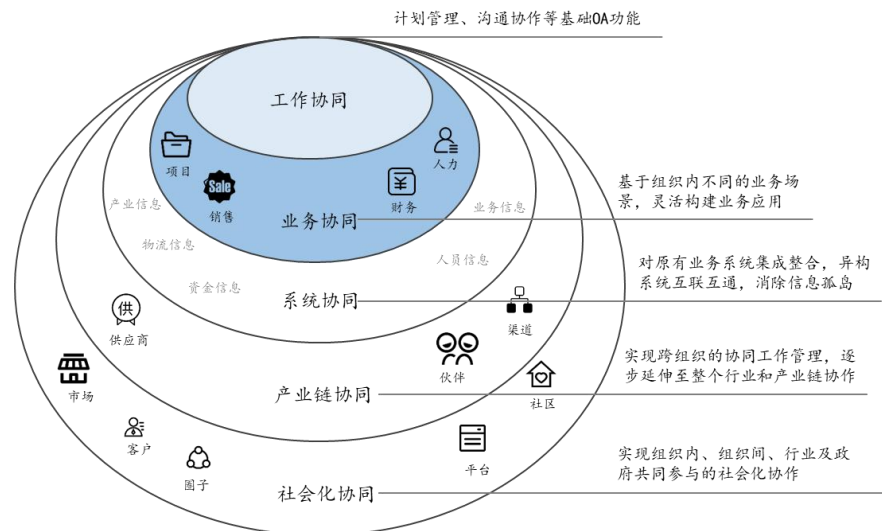 计划管理、沟通协作等基础OA功能
工作协同
项目
人力
Sale
销售
财务
产业信息
业务信息
业务协同
基于组织内不同的业务场
景，灵活构建业务应用
物流信息
人员信息
资金信息
系统协同
对原有业务系统集成整合，异构
系统互联互通，消除信息孤岛
供
供应商
渠道
伙伴
市场
产业链协同
实现跨组织的协同工作管理，逐
步延伸至整个行业和产业链协作
社区
客户
圈子
平台
社会化协同
实现组织内、组织间、行业及政
府共同参与的社会化协作